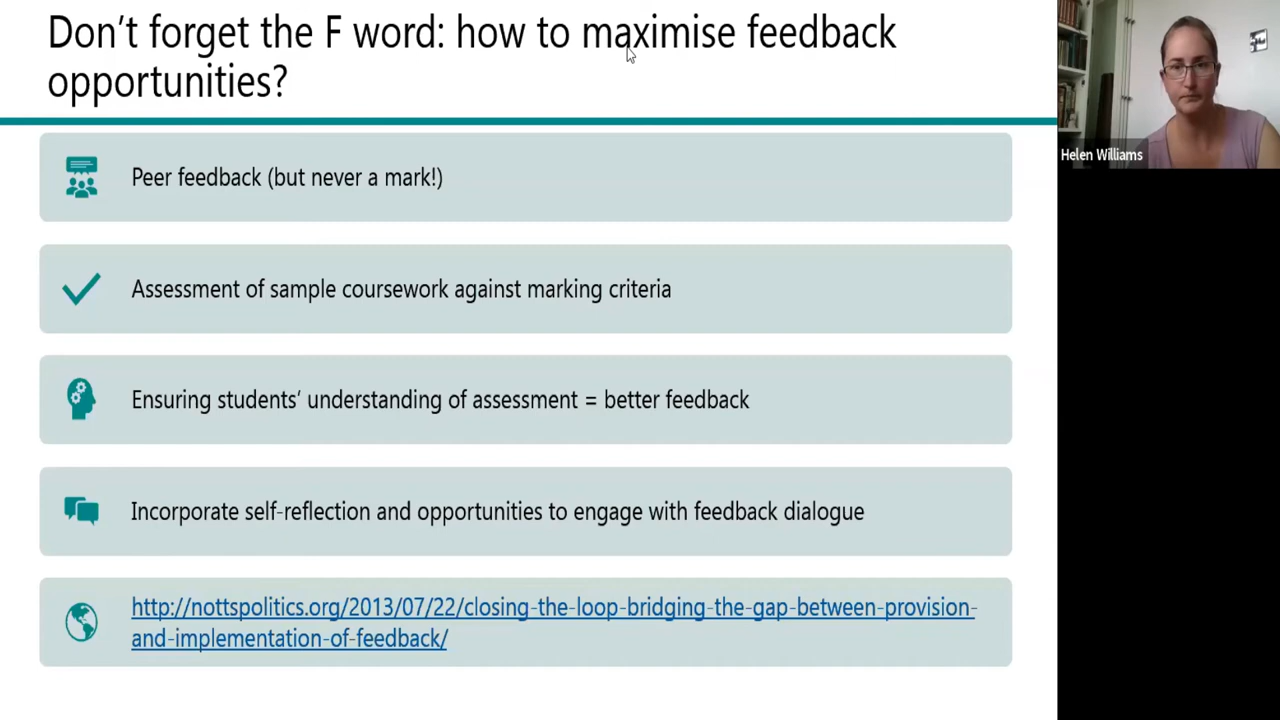 Don’t forget the F word: how to maximise feedback
opportunities?
Peer feedback (but never a mark!)
Assessment of sample coursework against marking criteria
Ensuring students’ understanding of assessment = better feedback
Incorporate self-reflection and opportunities to engage with feedback dialogue
http://nottspolitics.org/2013/07/22/closing-the-loop-bridging-the-gap-between-provision-
and-implementation-of-feedback/
Helen Williams